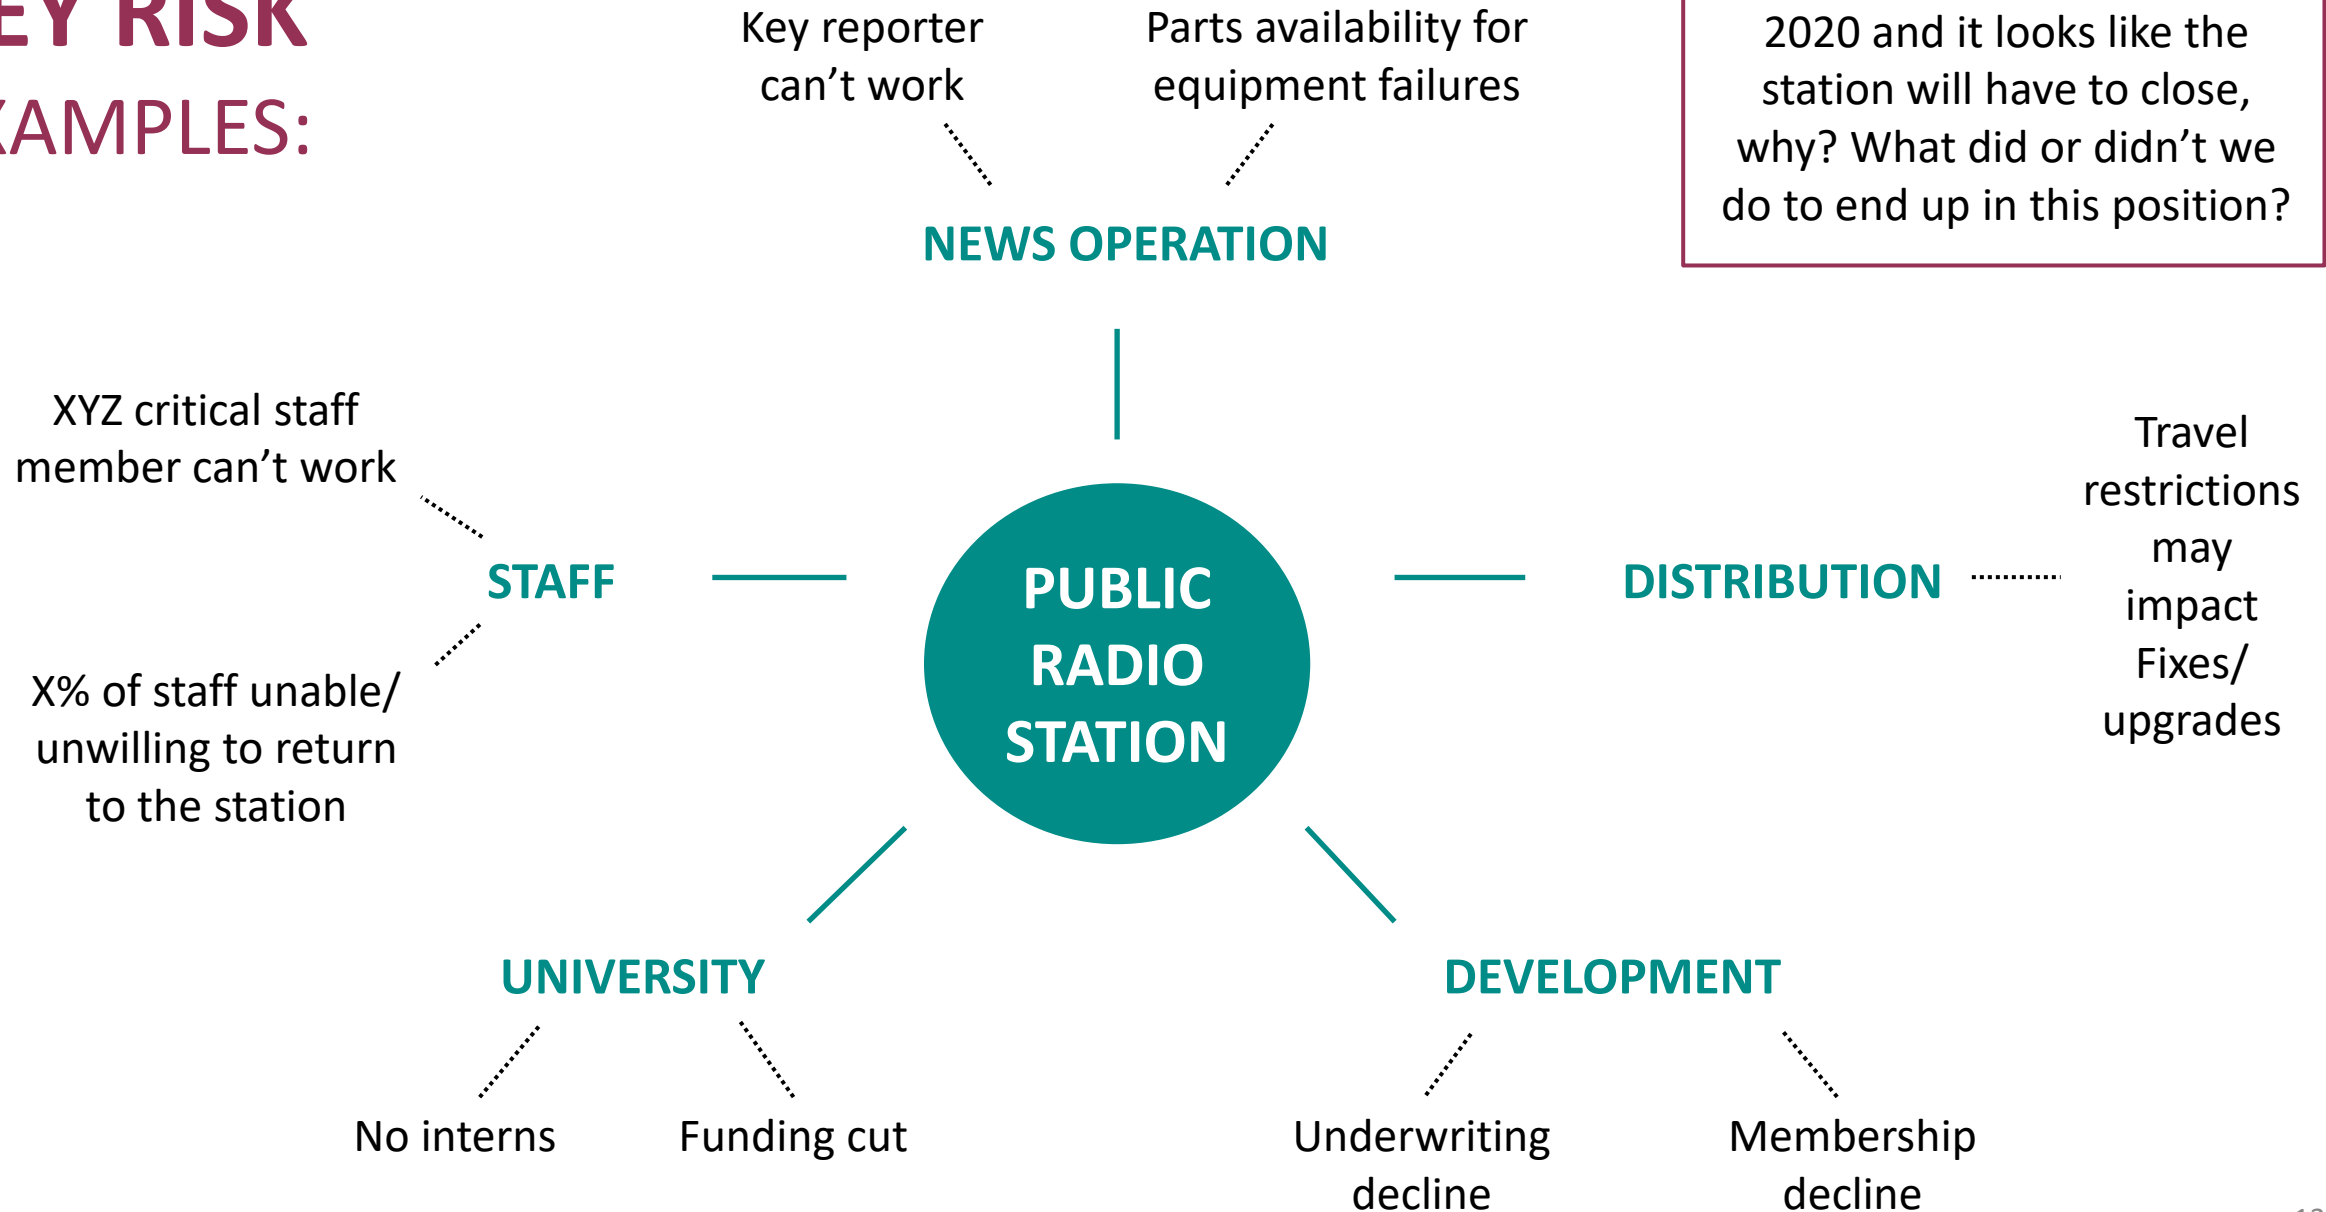 EY RISK
XAMPLES:
Key reporter
can't work
Parts availability for
equipment failures
2020 and it looks like the
station will have to close,
why? What did or didn't we
do to end up in this position?
NEWS OPERATION
XYZ critical staff
member can't work
STAFF
X% of staff unable/
unwilling to return
to the station
PUBLIC
RADIO
STATION
DISTRIBUTION
Travel
restrictions
may
impact
Fixes/
upgrades
UNIVERSITY
No interns
Funding cut
DEVELOPMENT
Underwriting
decline
Membership
decline